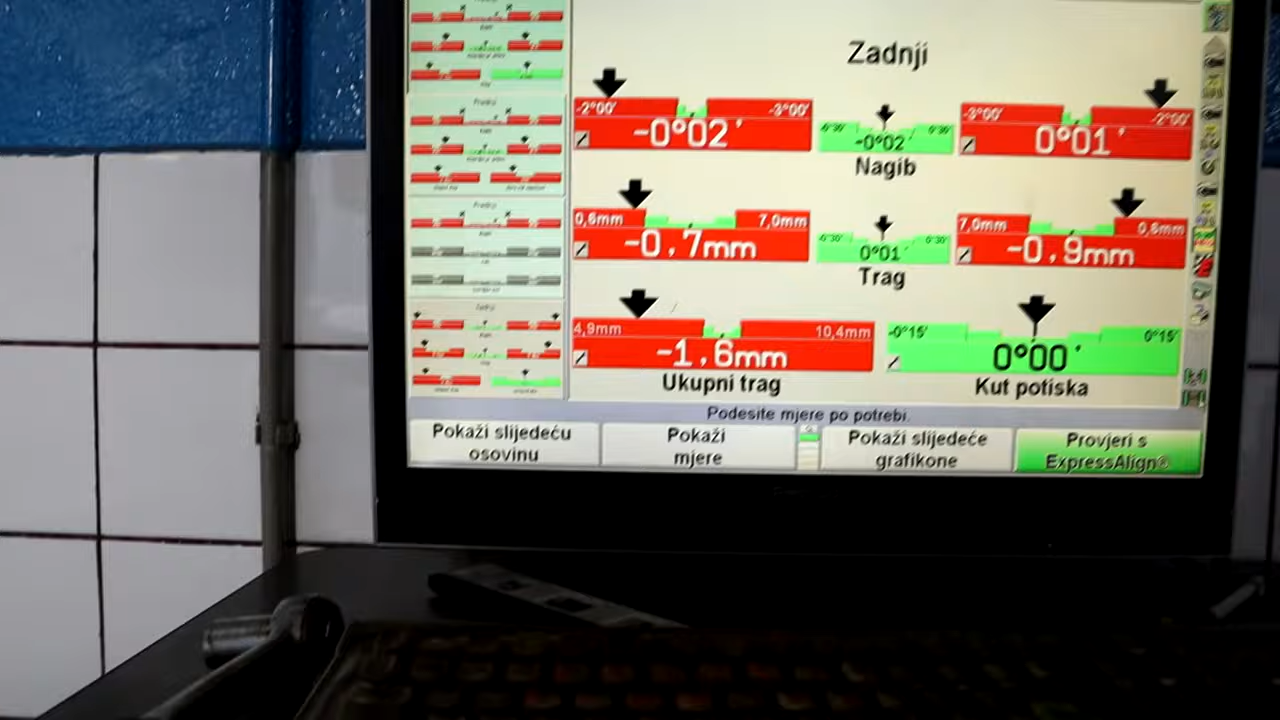 Zadnji
-2°00' -3°00' -3°00' -2°00'
-0°02' -0°02' 0°01'
Nagib
0,6mm 7,0mm 7,0mm 0,6mm
-0,7mm 0°01' -0,9mm
Trag
4,9mm 10,4mm -0°15' 0°15'
-1,6mm 0°00'
Ukupni trag Kut potiska
Podesite mjere po potrebi.
Pokaži slijedeću
osovinu
Pokaži
mjere
Pokaži slijedeće
grafikone
Provjeri s
ExpressAlign®